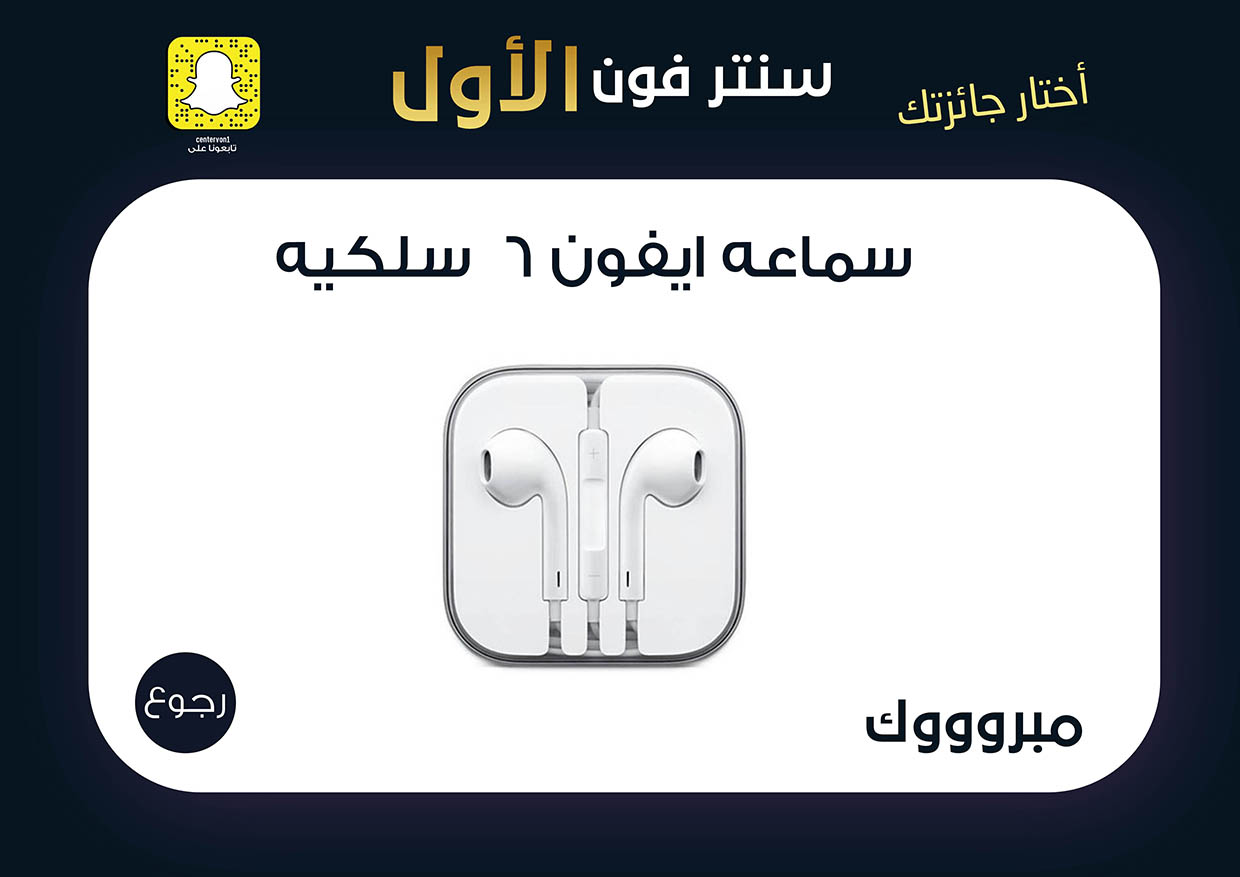 أختار جائزتك
سنتر فون الأول
centervon1
تابعونا على
سماعه ايفون ٦ سلكيه
مبروووك
رجوع